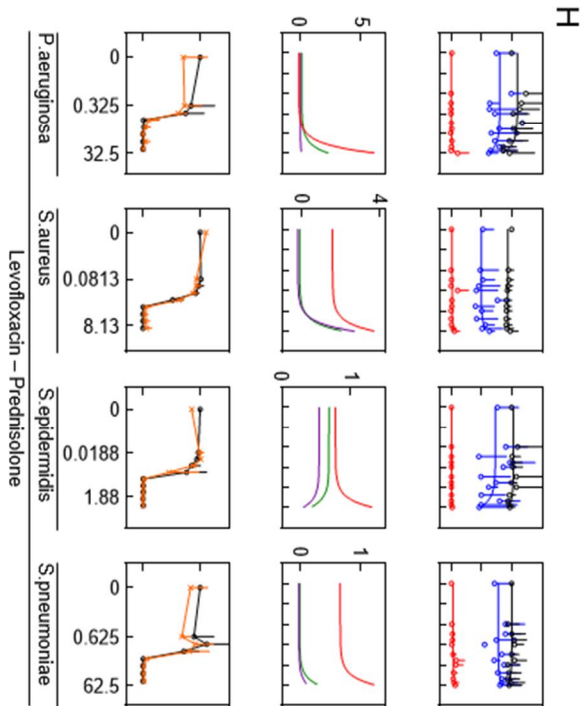 H
0 5
0 4
0 1
0 1
0
0.325
32.5
P.aeruginosa
0
0.0813
8.13
S.aureus
0
0.0188
1.88
S.epidermidis
0
0.625
62.5
S.pneumoniae
Levofloxacin – Prednisolone